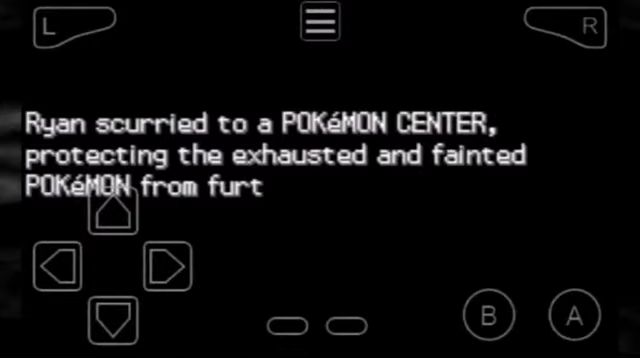 L
R
Ryan scurried to a POKéMON CENTER,
protecting the exhausted and fainted
POKéMON from furt
B
A